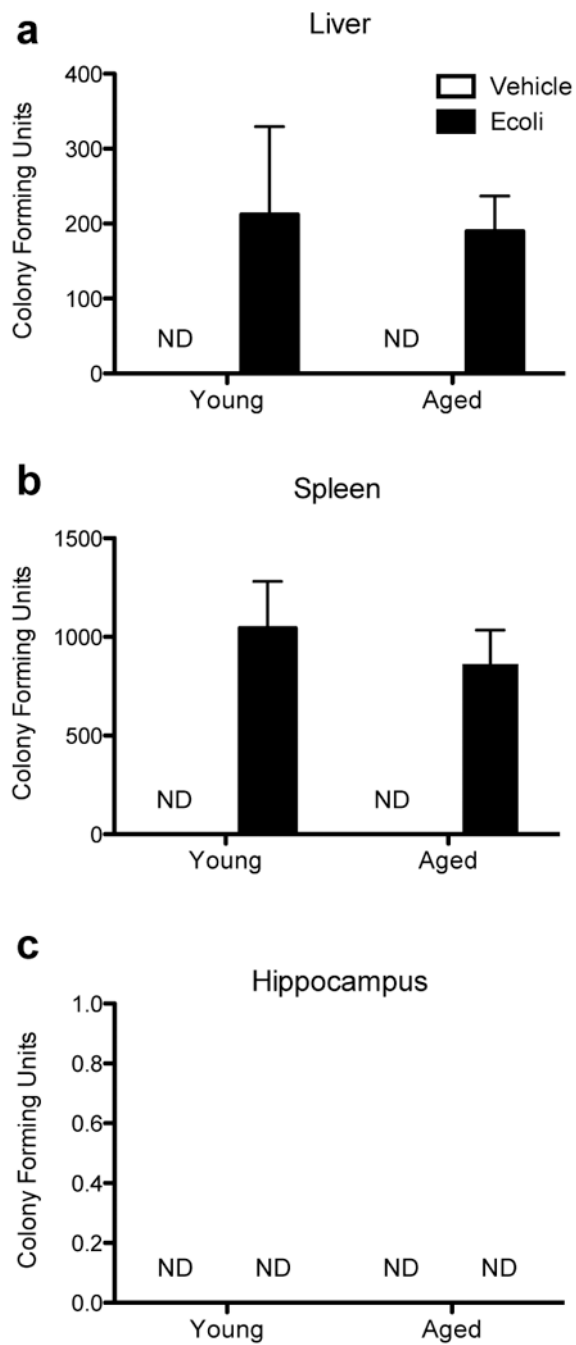 a
Liver
400
300
200
100
0
Colony Forming Units
Vehicle
Ecoli
ND
ND
Young
Aged
b
Spleen
1500
1000
500
0
Colony Forming Units
ND
ND
Young
Aged
c
Hippocampus
1.0
0.8
0.6
0.4
0.2
0.0
Colony Forming Units
ND
ND
ND
ND
Young
Aged